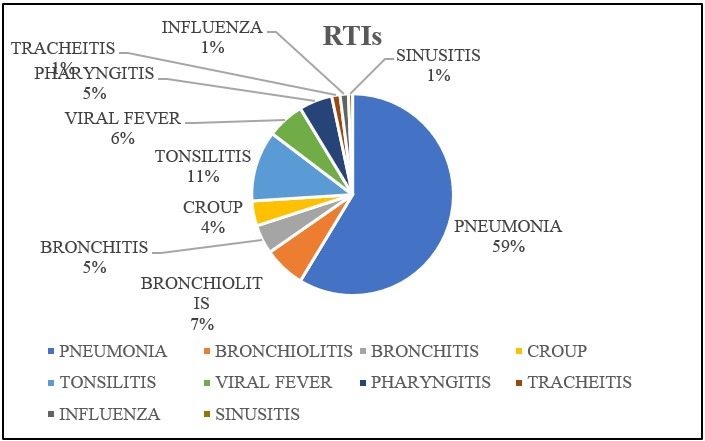 RTIs
INFLUENZA
1%
SINUSITIS
1%
TRACHEITIS
1%
PHARYNGITIS
5%
VIRAL FEVER
6%
TONSILITIS
11%
CROUP
4%
BRONCHITIS
5%
BRONCHIOLIT
IS
7%
PNEUMONIA
59%
PNEUMONIA BRONCHIOLITIS BRONCHITIS CROUP
TONSILITIS VIRAL FEVER PHARYNGITIS TRACHEITIS
INFLUENZA SINUSITIS